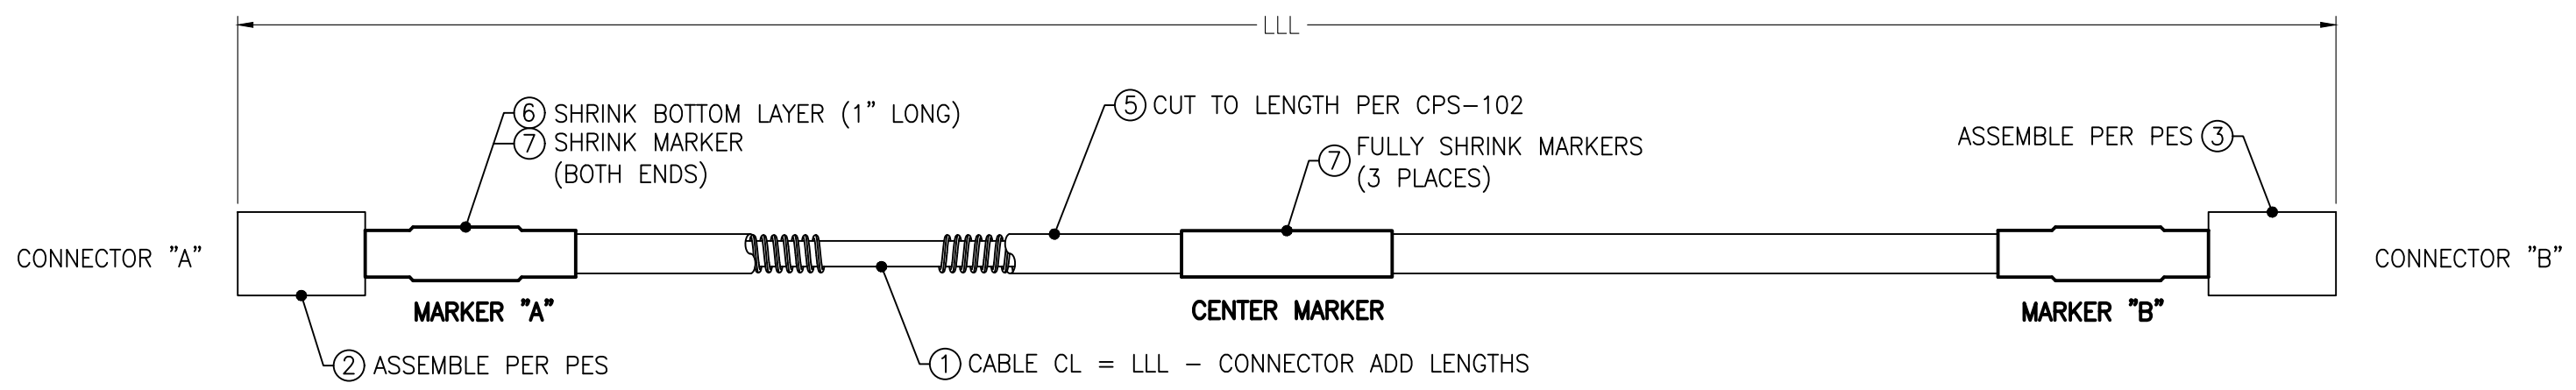 LLL
⑥ SHRINK BOTTOM LAYER (1" LONG)
⑦ SHRINK MARKER
(BOTH ENDS)
⑤ CUT TO LENGTH PER CPS-102
⑦ FULLY SHRINK MARKERS
(3 PLACES)
ASSEMBLE PER PES ③
CONNECTOR "A"
CONNECTOR "B"
MARKER "A"
CENTER MARKER
MARKER "B"
② ASSEMBLE PER PES
① CABLE CL = LLL - CONNECTOR ADD LENGTHS